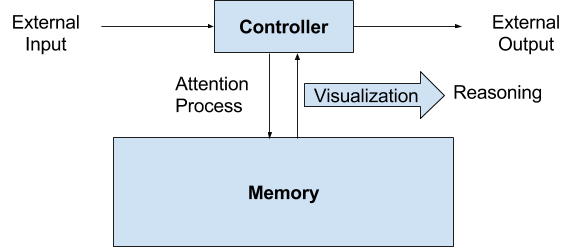 External
Input
Controller
External
Output
Attention
Process
Visualization
Reasoning
Memory